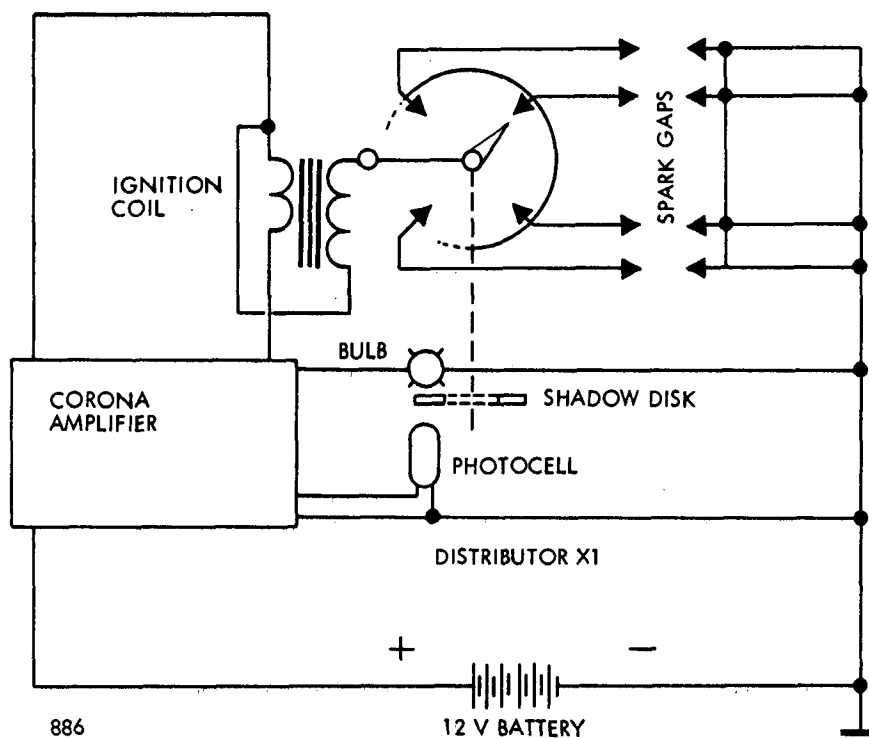 IGNITION
COIL
SPARK GAPS
BULB
CORONA
AMPLIFIER
SHADOW DISK
PHOTOCELL
DISTRIBUTOR X1
+ −
886
12 V BATTERY